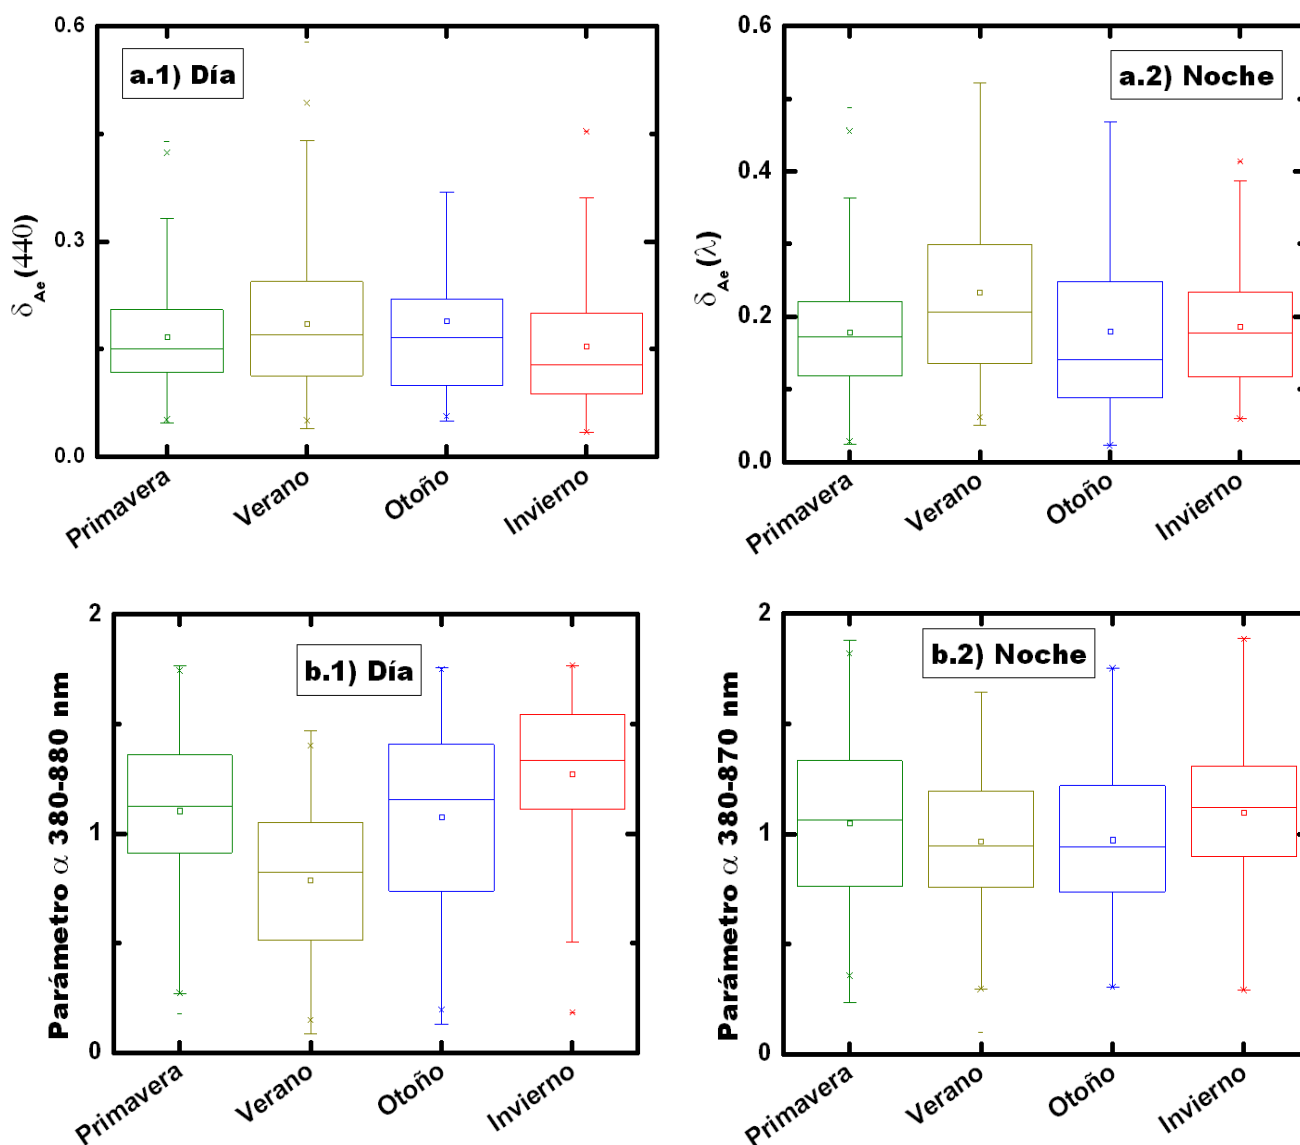 0.6
0.3
0.0
δAe(440)
a.1) Día
Primavera
Verano
Otoño
Invierno
0.6
0.4
0.2
0.0
δAe(λ)
a.2) Noche
Primavera
Verano
Otoño
Invierno
2
1
0
Parámetro α 380-880 nm
b.1) Día
Primavera
Verano
Otoño
Invierno
2
1
0
Parámetro α 380-870 nm
b.2) Noche
Primavera
Verano
Otoño
Invierno